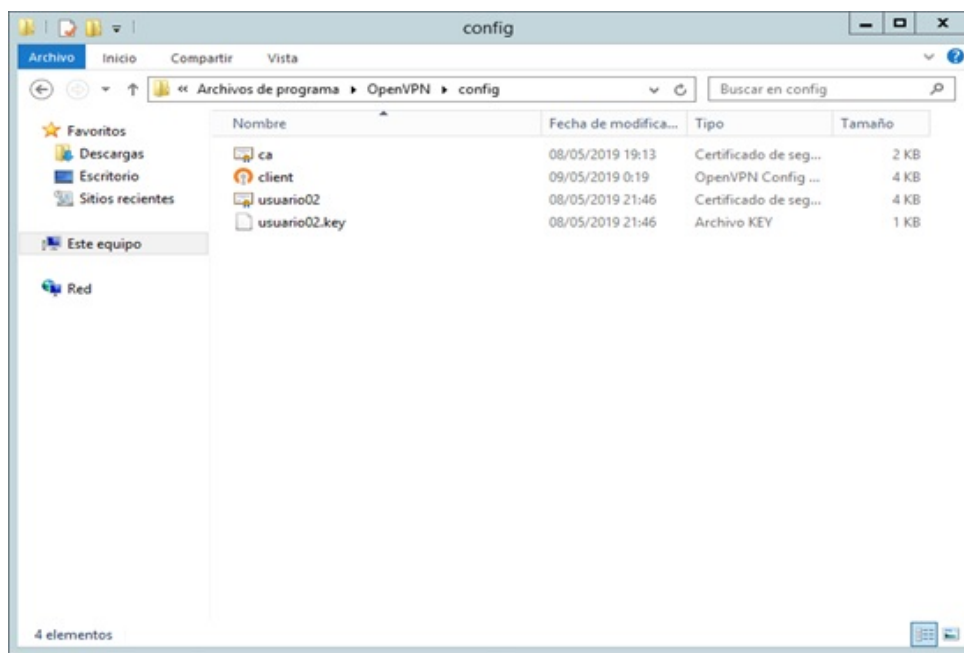 config
Archivo Inicio Compartir Vista
« Archivos de programa OpenVPN config Buscar en config
Favoritos
Descargas
Escritorio
Sitios recientes
Este equipo
Red
Nombre Fecha de modifica... Tipo Tamaño
ca 08/05/2019 19:13 Certificado de seg... 2 KB
client 09/05/2019 0:19 OpenVPN Config ... 4 KB
usuario02 08/05/2019 21:46 Certificado de seg... 4 KB
usuario02.key 08/05/2019 21:46 Archivo KEY 1 KB
4 elementos